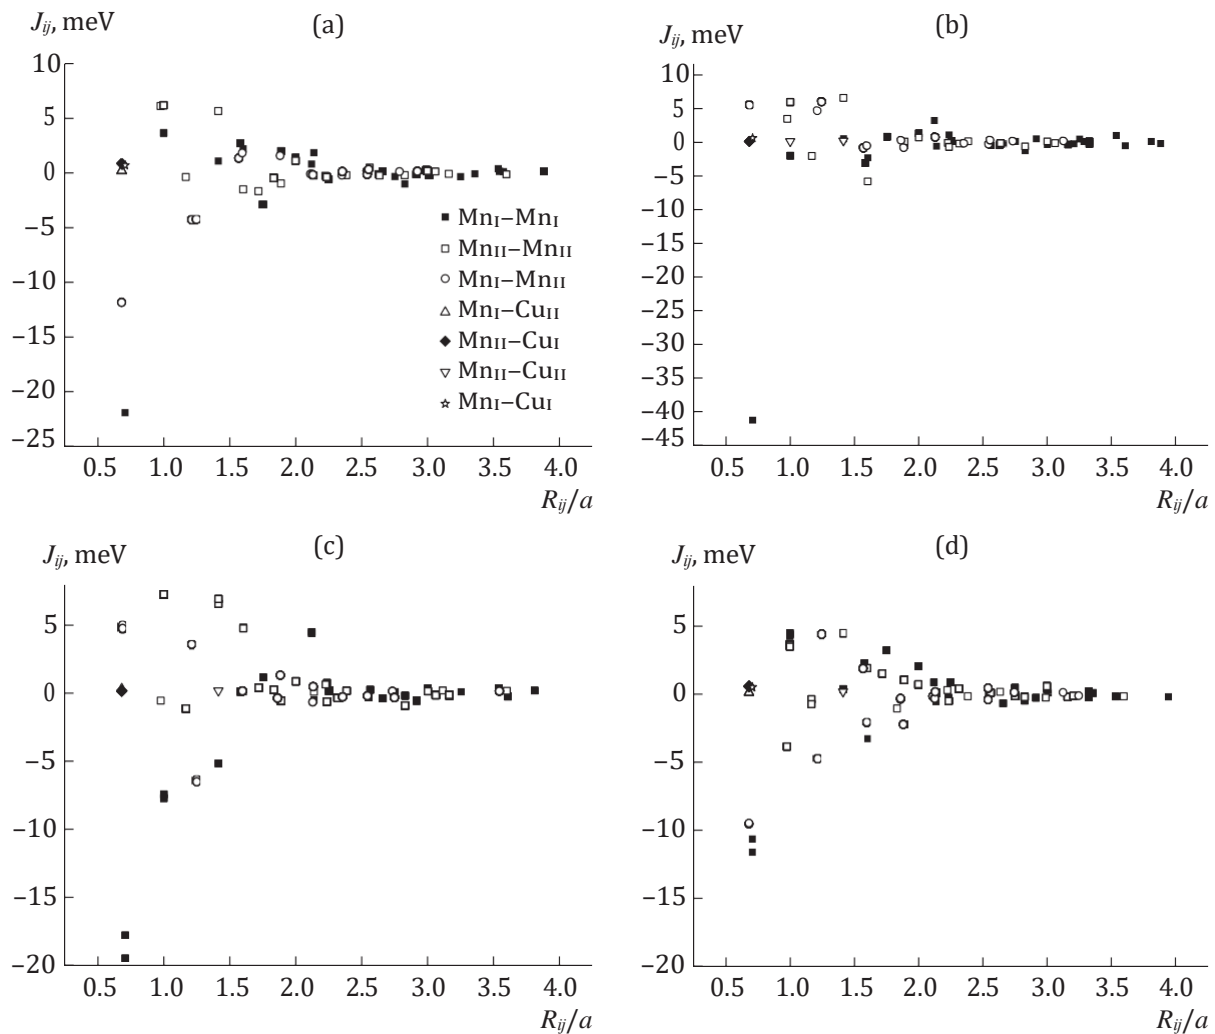 (a)
J_ij, meV
10
5
0
−5
−10
−15
−20
−25
0.5 1.0 1.5 2.0 2.5 3.0 3.5 4.0
R_ij/a
Mn_I–Mn_I
Mn_II–Mn_II
Mn_I–Mn_II
Mn_I–Cu_II
Mn_II–Cu_I
Mn_II–Cu_II
Mn_I–Cu_I
(b)
J_ij, meV
10
5
0
−5
−10
−15
−20
−25
−30
−35
−40
−45
0.5 1.0 1.5 2.0 2.5 3.0 3.5 4.0
R_ij/a
(c)
J_ij, meV
5
0
−5
−10
−15
−20
0.5 1.0 1.5 2.0 2.5 3.0 3.5 4.0
R_ij/a
(d)
J_ij, meV
5
0
−5
−10
−15
−20
0.5 1.0 1.5 2.0 2.5 3.0 3.5 4.0
R_ij/a